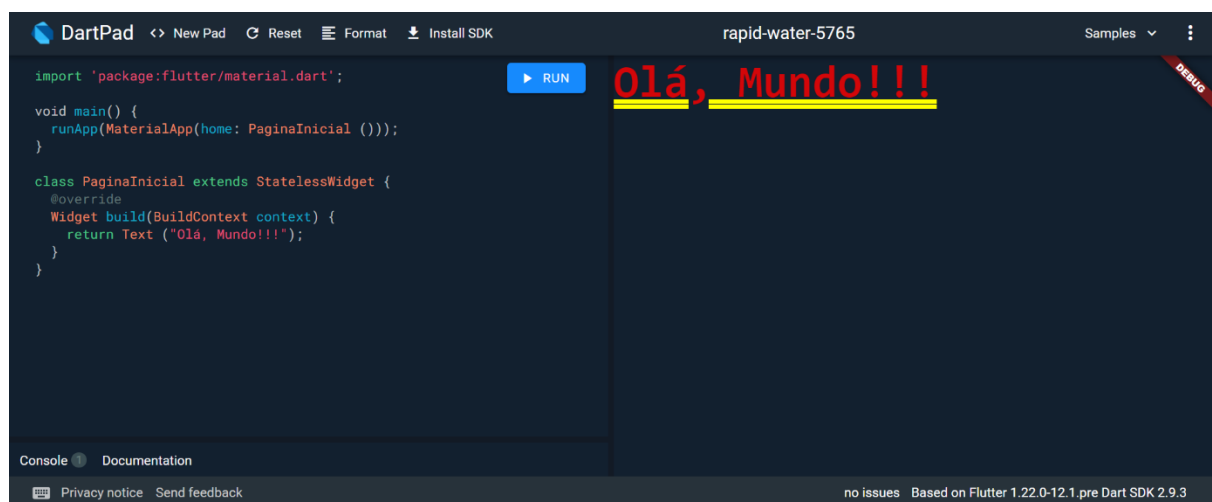 DartPad <> New Pad Reset Format Install SDK rapid-water-5765 Samples
import 'package:flutter/material.dart';
RUN
void main() {
runApp(MaterialApp(home: PaginaInicial ()));
}
class PaginaInicial extends StatelessWidget {
@override
Widget build(BuildContext context) {
return Text ("Olá, Mundo!!!");
}
}
Olá, Mundo!!!
DEBUG
Console 1 Documentation
Privacy notice Send feedback no issues Based on Flutter 1.22.0-12.1.pre Dart SDK 2.9.3